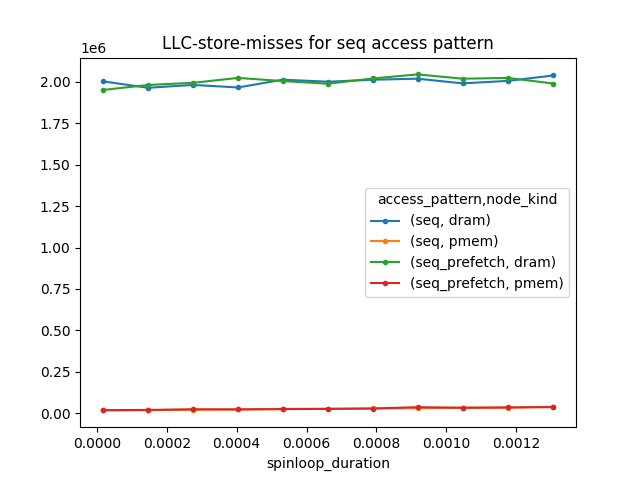 LLC-store-misses for seq access pattern
1e6
2.00
1.75
1.50
1.25
1.00
0.75
0.50
0.25
0.00
access_pattern,node_kind
(seq, dram)
(seq, pmem)
(seq_prefetch, dram)
(seq_prefetch, pmem)
0.0000 0.0002 0.0004 0.0006 0.0008 0.0010 0.0012
spinloop_duration